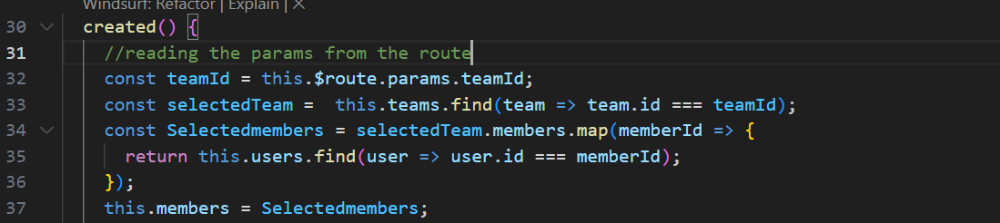 Windsurf: Refactor | Explain | ×
30 created() {
31 //reading the params from the route
32 const teamId = this.$route.params.teamId;
33 const selectedTeam =  this.teams.find(team => team.id === teamId);
34 const Selectedmembers = selectedTeam.members.map(memberId => {
35 return this.users.find(user => user.id === memberId);
36 });
37 this.members = Selectedmembers;